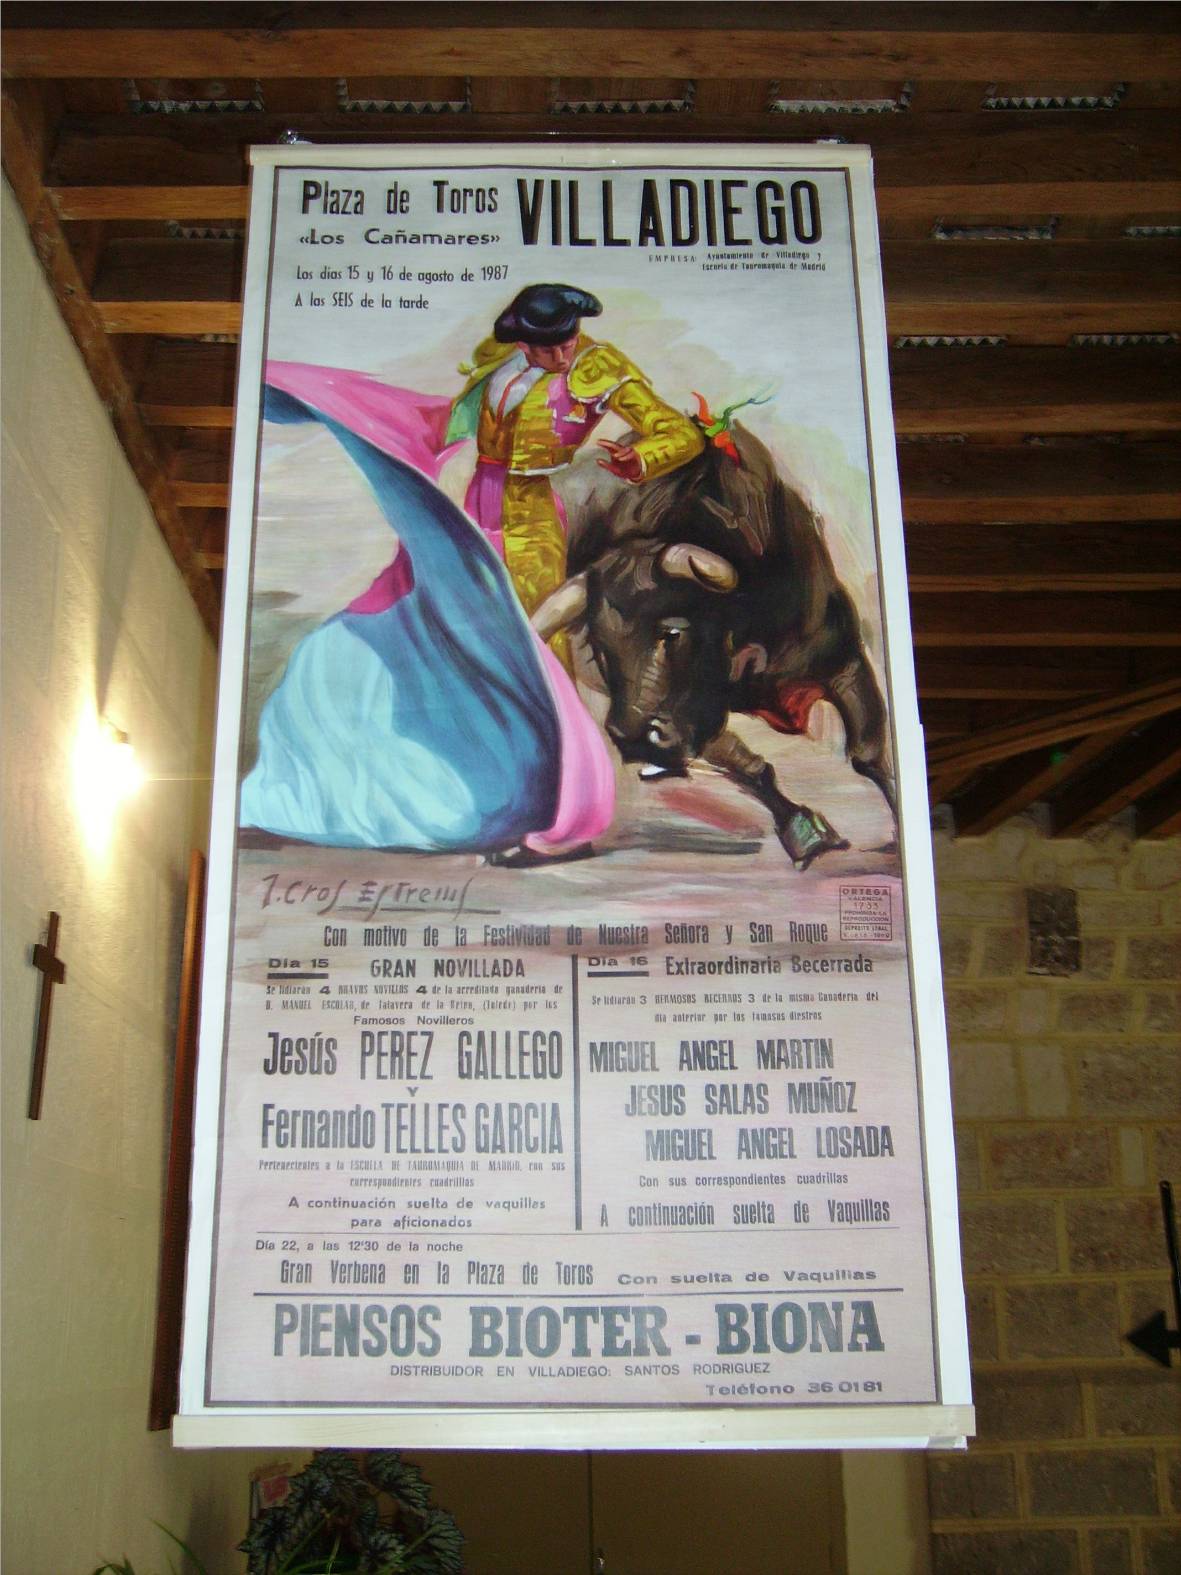 Plaza de Toros VILLADIEGO
«Los Cañamares»
EMPRESA: Ayuntamiento de Villadiego y
Escuela de Tauromaquia de Madrid
Los días 15 y 16 de agosto de 1987
A las SEIS de la tarde
J. Cros Estrems
ORTEGA
VALENCIA
PROHIBIDA LA
REPRODUCCION
DEPOSITO LEGAL
Con motivo de la Festividad de Nuestra Señora y San Roque
Día 15 GRAN NOVILLADA
Se lidiarán 4 BRAVOS NOVILLOS 4 de la acreditada ganadería de
D. MANUEL ESCOLAR, de Talavera de la Reina, (Toledo) por los
Famosos Novilleros
Jesús PEREZ GALLEGO
Y
Fernando TELLES GARCIA
Pertenecientes a la ESCUELA DE TAUROMAQUIA DE MADRID, con sus
correspondientes cuadrillas
A continuación suelta de vaquillas
para aficionados
Día 16 Extraordinaria Becerrada
Se lidiarán 3 HERMOSOS BECERROS 3 de la misma Ganadería del
día anterior por los famosos diestros
MIGUEL ANGEL MARTIN
JESUS SALAS MUÑOZ
MIGUEL ANGEL LOSADA
Con sus correspondientes cuadrillas
A continuación suelta de Vaquillas
Día 22, a las 12'30 de la noche
Gran Verbena en la Plaza de Toros Con suelta de Vaquillas
PIENSOS BIOTER - BIONA
DISTRIBUIDOR EN VILLADIEGO: SANTOS RODRIGUEZ
Teléfono 36 01 81